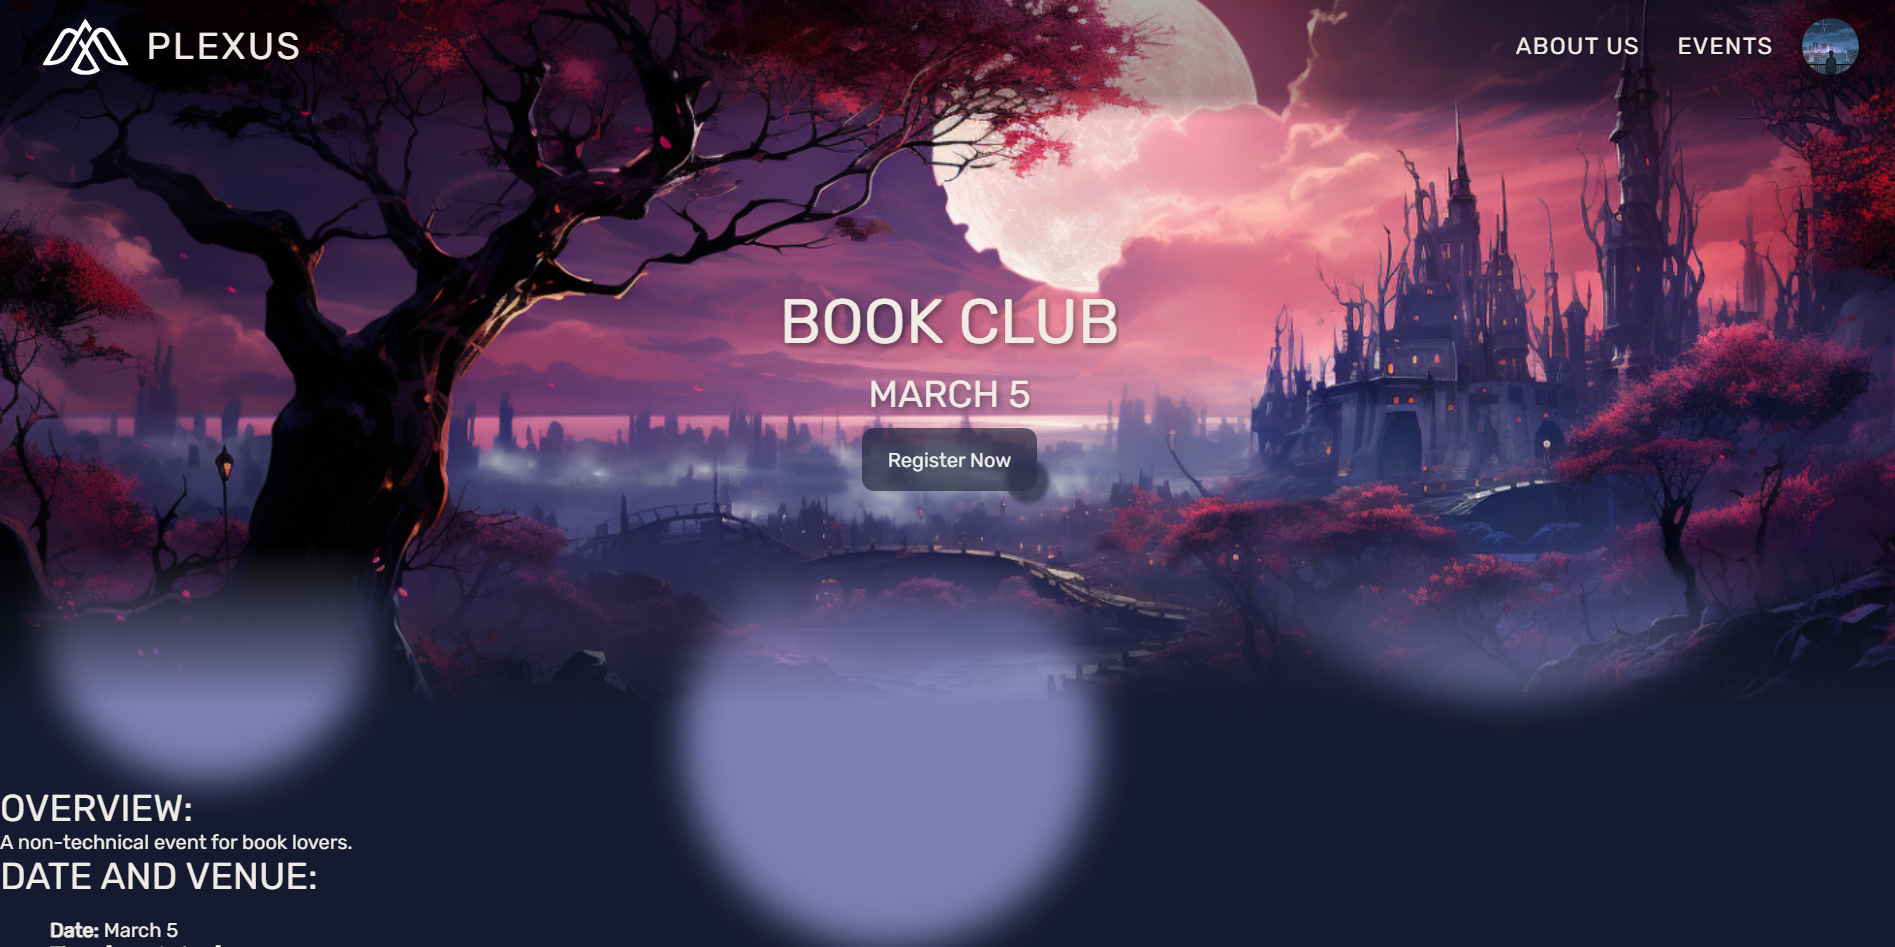 PLEXUS
ABOUT US
EVENTS
BOOK CLUB
MARCH 5
Register Now
OVERVIEW:
A non-technical event for book lovers.
DATE AND VENUE:
Date: March 5